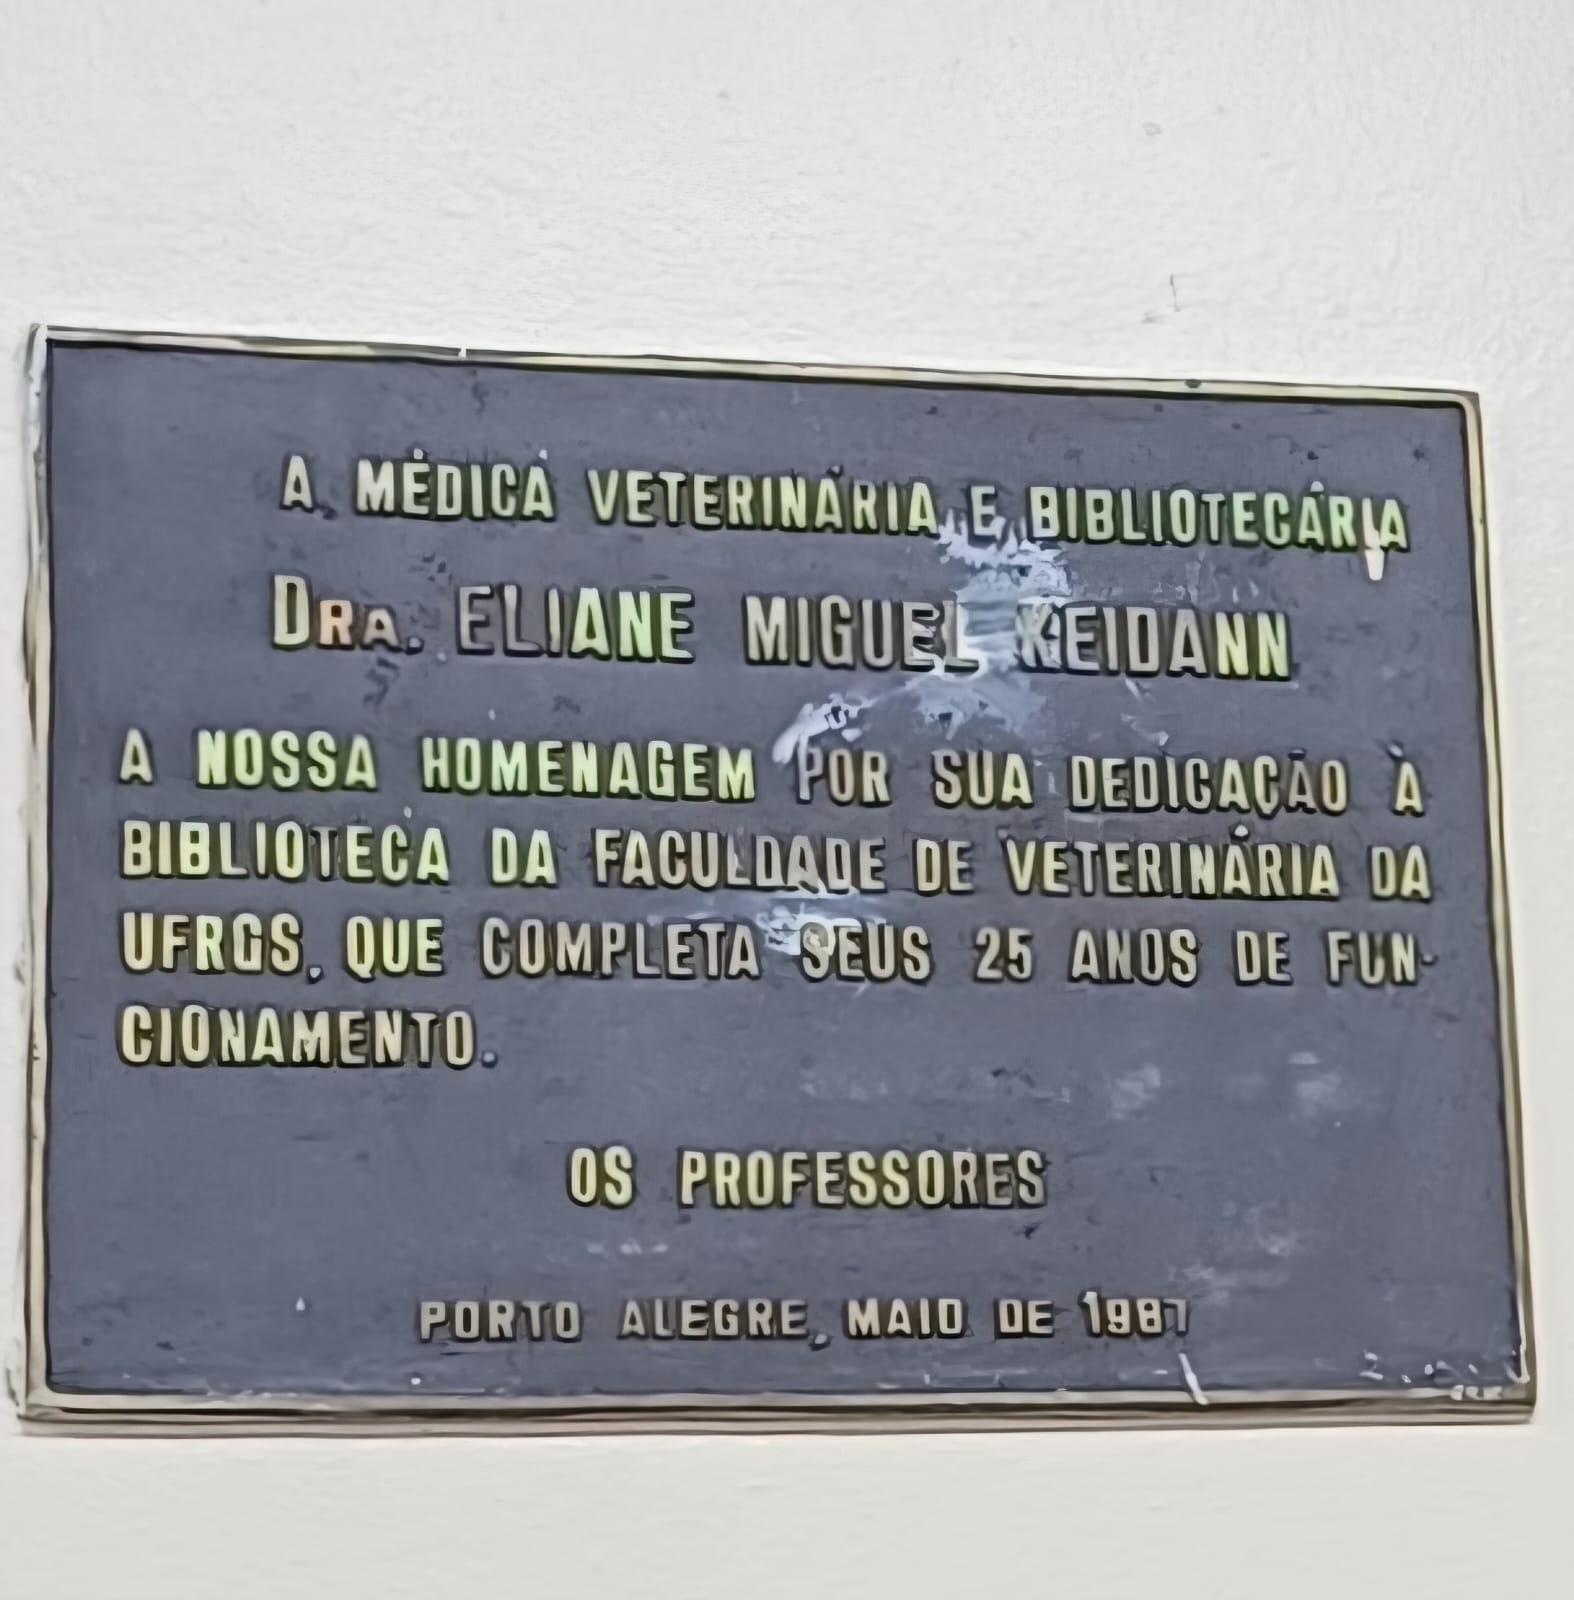 A MÉDICA VETERINÁRIA E BIBLIOTECÁRIA
DRA. ELIANE MIGUEL KEIDANN
A NOSSA HOMENAGEM POR SUA DEDICAÇÃO À
BIBLIOTECA DA FACULDADE DE VETERINÁRIA DA
UFRGS, QUE COMPLETA SEUS 25 ANOS DE FUN-
CIONAMENTO.
OS PROFESSORES
PORTO ALEGRE, MAIO DE 1987